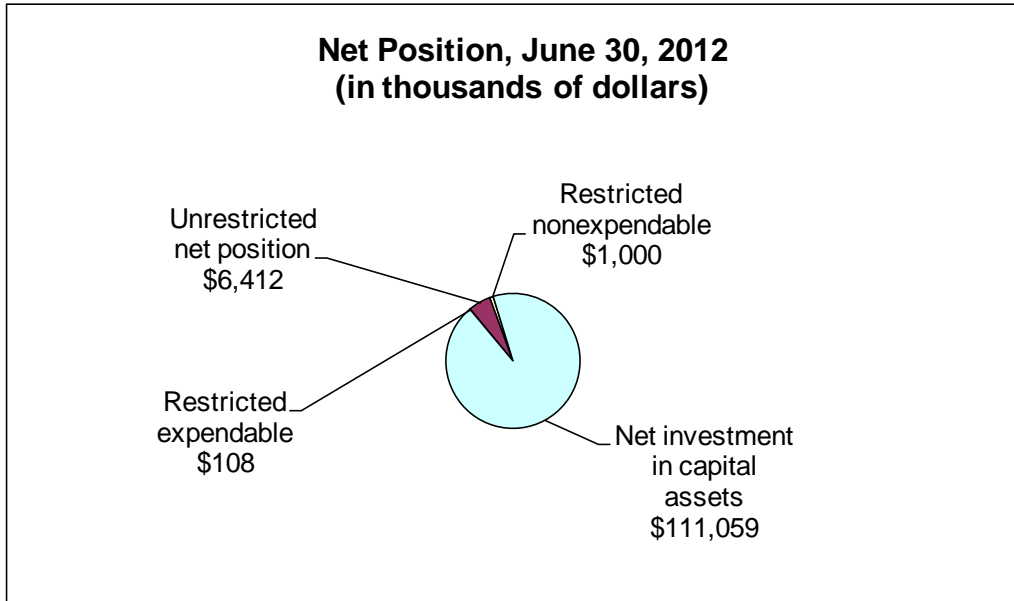 Net Position, June 30, 2012
(in thousands of dollars)
Unrestricted
net position
$6,412
Restricted
nonexpendable
$1,000
Restricted
expendable
$108
Net investment
in capital
assets
$111,059